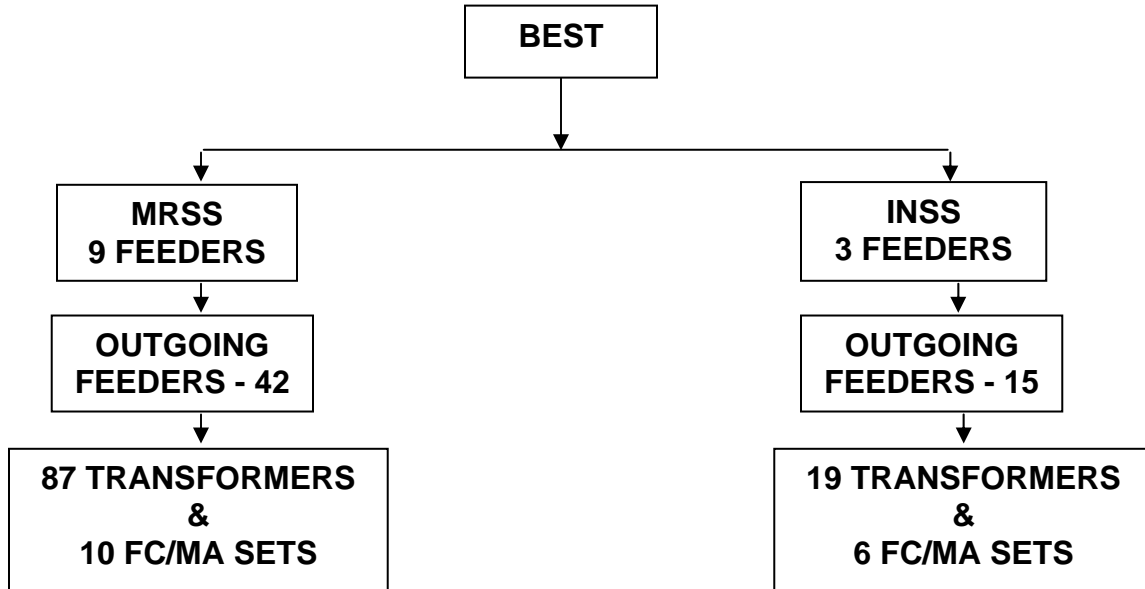 BEST
MRSS
9 FEEDERS
INSS
3 FEEDERS
OUTGOING
FEEDERS - 42
OUTGOING
FEEDERS - 15
87 TRANSFORMERS
&
10 FC/MA SETS
19 TRANSFORMERS
&
6 FC/MA SETS